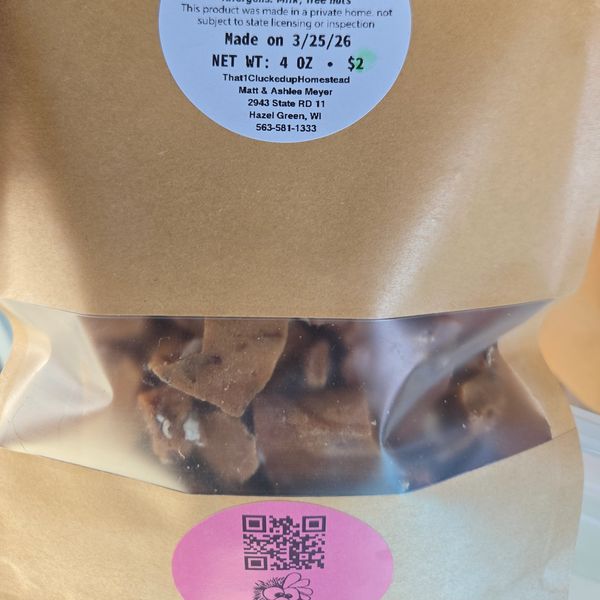 Allergens: Milk, Tree nuts
This product was made in a private home, not
subject to state licensing or inspection
Made on 3/25/26
NET WT: 4 OZ • $2
That1CluckedupHomestead
Matt & Ashlee Meyer
2943 State RD 11
Hazel Green, WI
563-581-1333